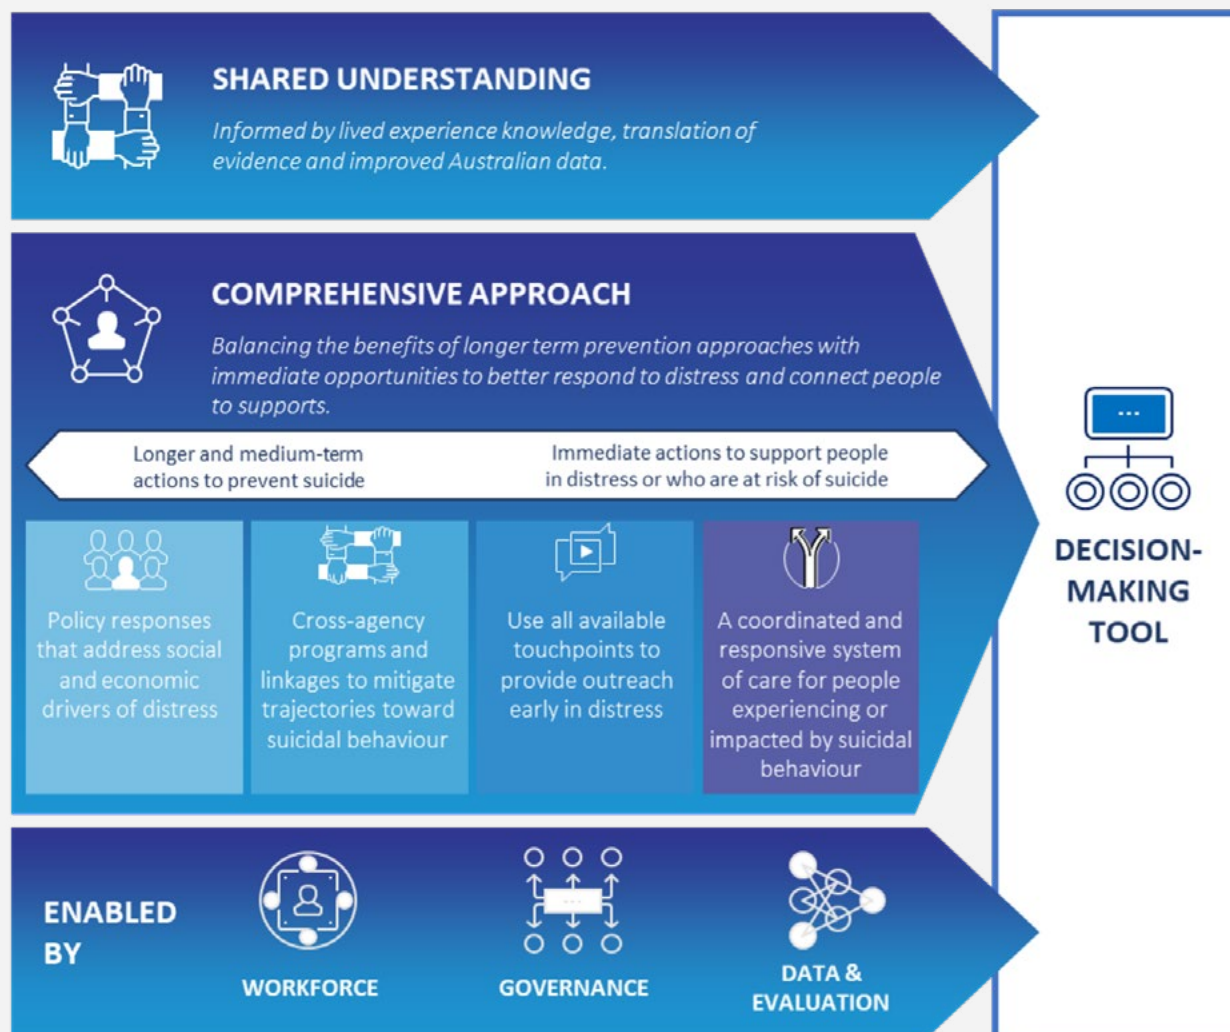 SHARED UNDERSTANDING
Informed by lived experience knowledge, translation of
evidence and improved Australian data.
COMPREHENSIVE APPROACH
Balancing the benefits of longer term prevention approaches with
immediate opportunities to better respond to distress and connect people
to supports.
Longer and medium-term
actions to prevent suicide
Immediate actions to support people
in distress or who are at risk of suicide
Policy responses
that address social
and economic
drivers of distress
Cross-agency
programs and
linkages to mitigate
trajectories toward
suicidal behaviour
Use all available
touchpoints to
provide outreach
early in distress
A coordinated and
responsive system
of care for people
experiencing or
impacted by suicidal
behaviour
ENABLED
BY
WORKFORCE
GOVERNANCE
DATA &
EVALUATION
DECISION-
MAKING
TOOL